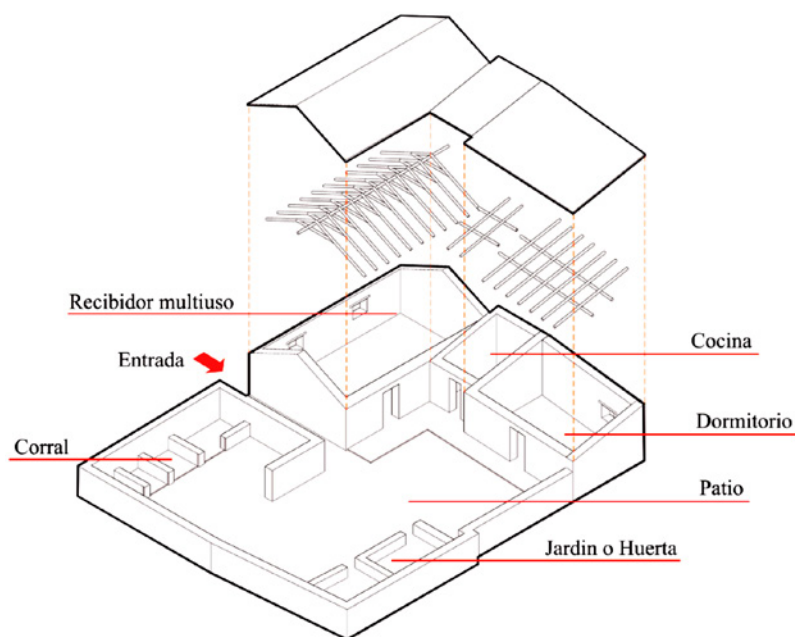 Recibidor multiuso
Cocina
Entrada
Dormitorio
Corral
Patio
Jardin o Huerta